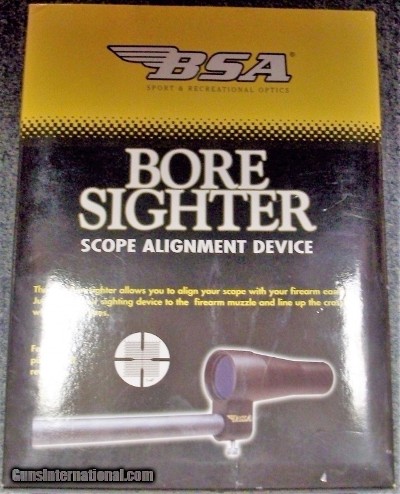 BSA®
SPORT & RECREATIONAL OPTICS
BORE
SIGHTER
SCOPE ALIGNMENT DEVICE
sighter allows you to align your scope with your firearm
sighting device to the firearm muzzle and line up the
BSA
GunsInternational.com